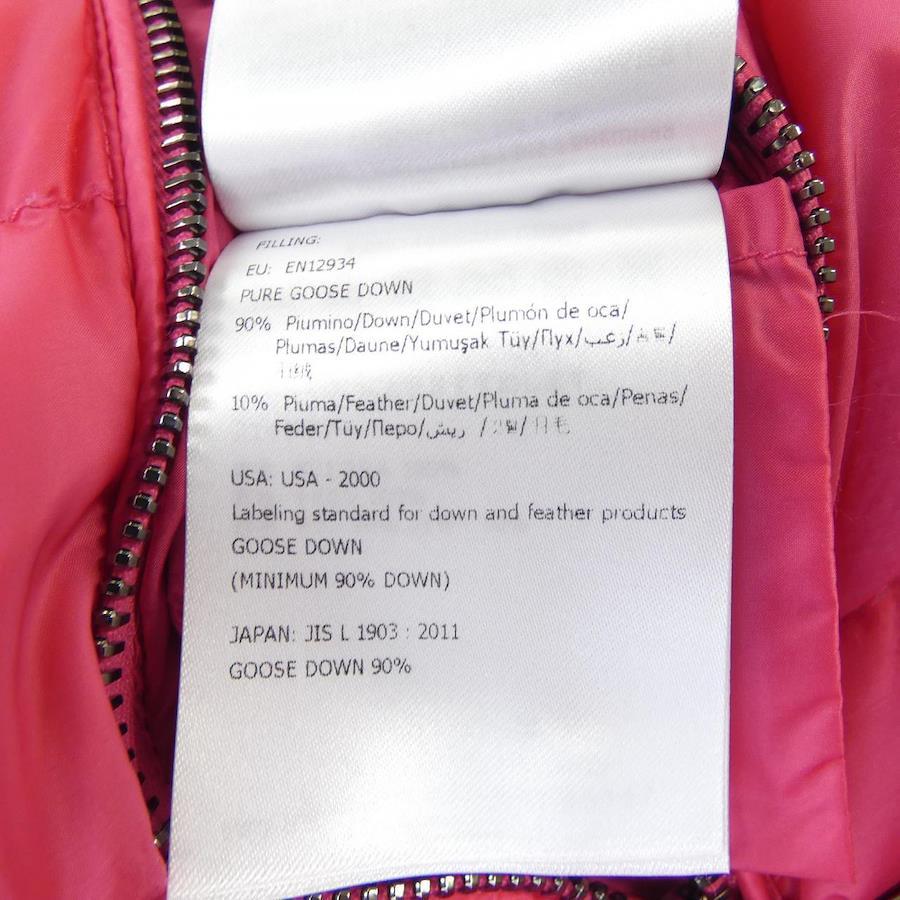 FILLING:
EU: EN12934
PURE GOOSE DOWN
90% Piumino/Down/Duvet/Plumón de oca/
Plumas/Daune/Yumuşak Tüy/Пух/زغب/
10% Piuma/Feather/Duvet/Pluma de oca/Penas/
Feder/Tüy/Перо/ريش /
USA: USA - 2000
Labeling standard for down and feather products
GOOSE DOWN
(MINIMUM 90% DOWN)
JAPAN: JIS L 1903 : 2011
GOOSE DOWN 90%